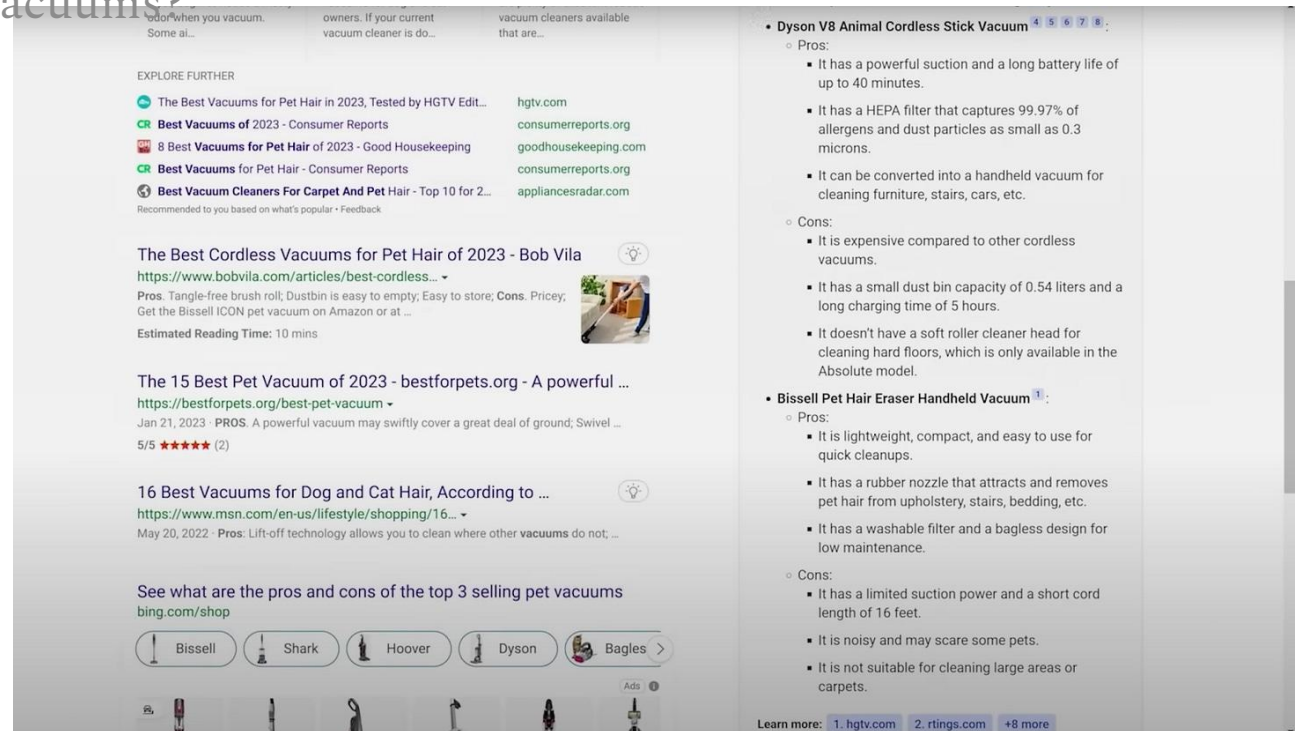 acuums?
odor when you vacuum.
Some ai...
owners. If your current
vacuum cleaner is do...
vacuum cleaners available
that are...
EXPLORE FURTHER
The Best Vacuums for Pet Hair in 2023, Tested by HGTV Edit... hgtv.com
CR Best Vacuums of 2023 - Consumer Reports consumerreports.org
8 Best Vacuums for Pet Hair of 2023 - Good Housekeeping goodhousekeeping.com
CR Best Vacuums for Pet Hair - Consumer Reports consumerreports.org
Best Vacuum Cleaners For Carpet And Pet Hair - Top 10 for 2... appliancesradar.com
Recommended to you based on what's popular • Feedback
The Best Cordless Vacuums for Pet Hair of 2023 - Bob Vila
https://www.bobvila.com/articles/best-cordless...
Pros. Tangle-free brush roll; Dustbin is easy to empty; Easy to store; Cons. Pricey;
Get the Bissell ICON pet vacuum on Amazon or at ...
Estimated Reading Time: 10 mins
The 15 Best Pet Vacuum of 2023 - bestforpets.org - A powerful ...
https://bestforpets.org/best-pet-vacuum
Jan 21, 2023 · PROS. A powerful vacuum may swiftly cover a great deal of ground; Swivel ...
5/5 ★★★★★ (2)
16 Best Vacuums for Dog and Cat Hair, According to ...
https://www.msn.com/en-us/lifestyle/shopping/16...
May 20, 2022 · Pros: Lift-off technology allows you to clean where other vacuums do not; ...
See what are the pros and cons of the top 3 selling pet vacuums
bing.com/shop
Bissell Shark Hoover Dyson Bagles
Ads
• Dyson V8 Animal Cordless Stick Vacuum 4 5 6 7 8 :
○ Pros:
▪ It has a powerful suction and a long battery life of
up to 40 minutes.
▪ It has a HEPA filter that captures 99.97% of
allergens and dust particles as small as 0.3
microns.
▪ It can be converted into a handheld vacuum for
cleaning furniture, stairs, cars, etc.
○ Cons:
▪ It is expensive compared to other cordless
vacuums.
▪ It has a small dust bin capacity of 0.54 liters and a
long charging time of 5 hours.
▪ It doesn't have a soft roller cleaner head for
cleaning hard floors, which is only available in the
Absolute model.
• Bissell Pet Hair Eraser Handheld Vacuum 1 :
○ Pros:
▪ It is lightweight, compact, and easy to use for
quick cleanups.
▪ It has a rubber nozzle that attracts and removes
pet hair from upholstery, stairs, bedding, etc.
▪ It has a washable filter and a bagless design for
low maintenance.
○ Cons:
▪ It has a limited suction power and a short cord
length of 16 feet.
▪ It is noisy and may scare some pets.
▪ It is not suitable for cleaning large areas or
carpets.
Learn more: 1. hgtv.com 2. rtings.com +8 more